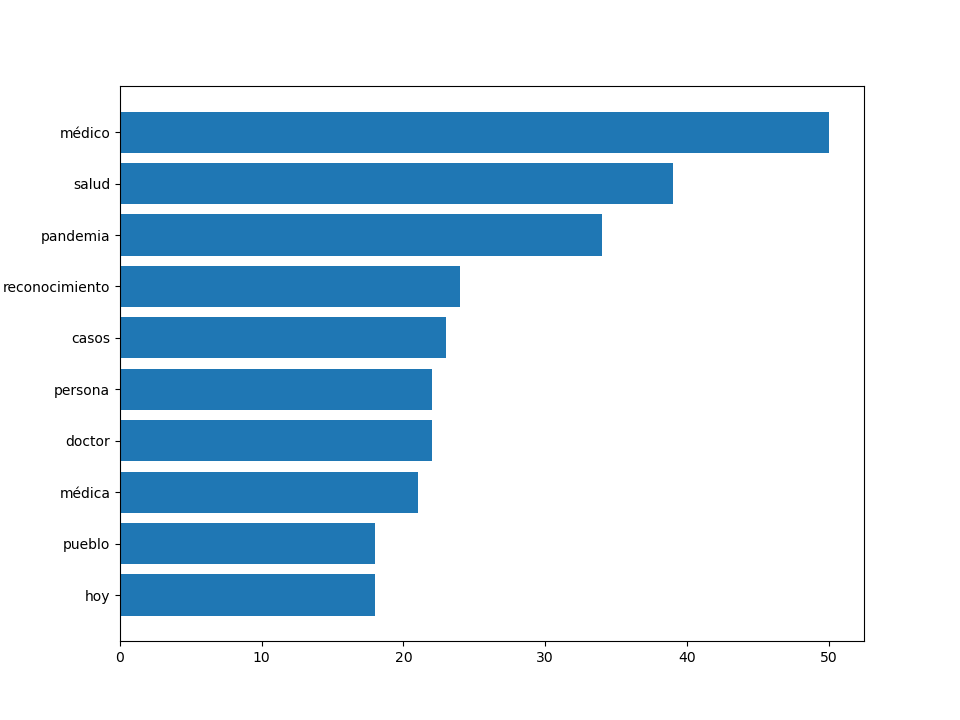 médico
salud
pandemia
reconocimiento
casos
persona
doctor
médica
pueblo
hoy
0 10 20 30 40 50